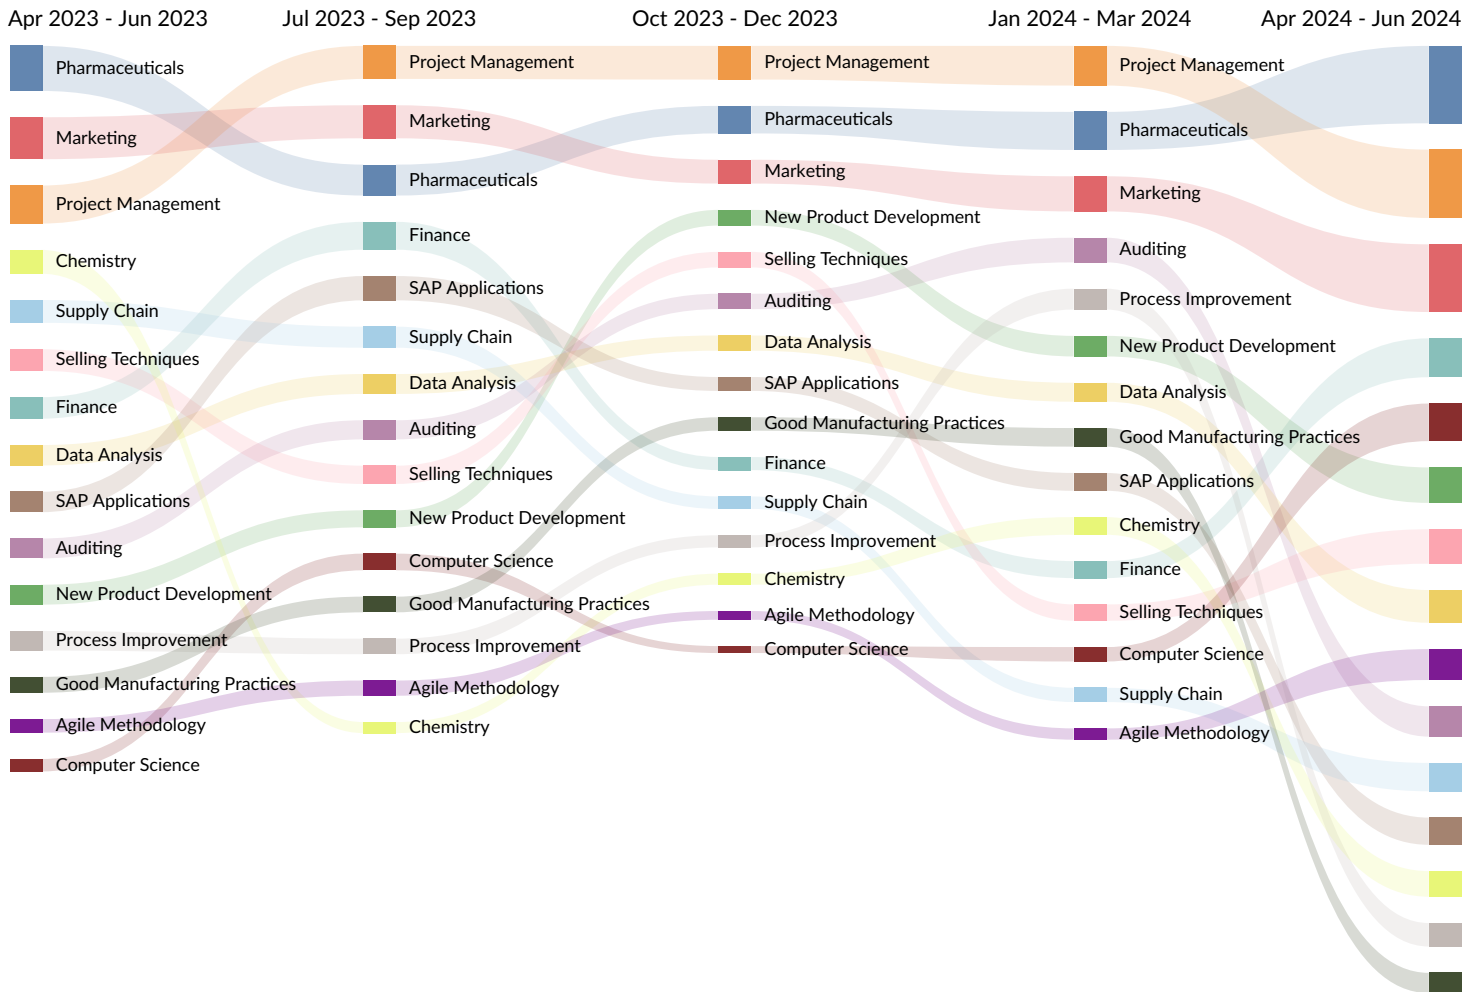 Apr 2023 - Jun 2023
Jul 2023 - Sep 2023
Oct 2023 - Dec 2023
Jan 2024 - Mar 2024
Apr 2024 - Jun 2024
Pharmaceuticals
Marketing
Project Management
Chemistry
Supply Chain
Selling Techniques
Finance
Data Analysis
SAP Applications
Auditing
New Product Development
Process Improvement
Good Manufacturing Practices
Agile Methodology
Computer Science
Project Management
Marketing
Pharmaceuticals
Finance
SAP Applications
Supply Chain
Data Analysis
Auditing
Selling Techniques
New Product Development
Computer Science
Good Manufacturing Practices
Process Improvement
Agile Methodology
Chemistry
Project Management
Pharmaceuticals
Marketing
New Product Development
Selling Techniques
Auditing
Data Analysis
SAP Applications
Good Manufacturing Practices
Finance
Supply Chain
Process Improvement
Chemistry
Agile Methodology
Computer Science
Project Management
Pharmaceuticals
Marketing
Auditing
Process Improvement
New Product Development
Data Analysis
Good Manufacturing Practices
SAP Applications
Chemistry
Finance
Selling Techniques
Computer Science
Supply Chain
Agile Methodology